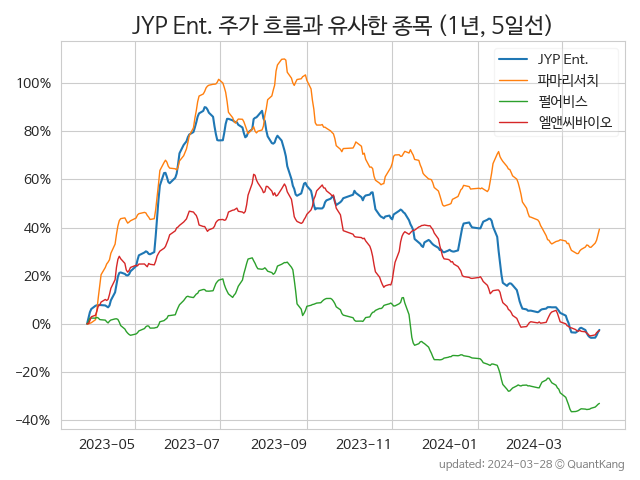 JYP Ent. 주가 흐름과 유사한 종목 (1년, 5일선)
JYP Ent.
파마리서치
펄어비스
엘앤씨바이오
100%
80%
60%
40%
20%
0%
−20%
−40%
2023-05 2023-07 2023-09 2023-11 2024-01 2024-03
updated: 2024-03-28 © QuantKang